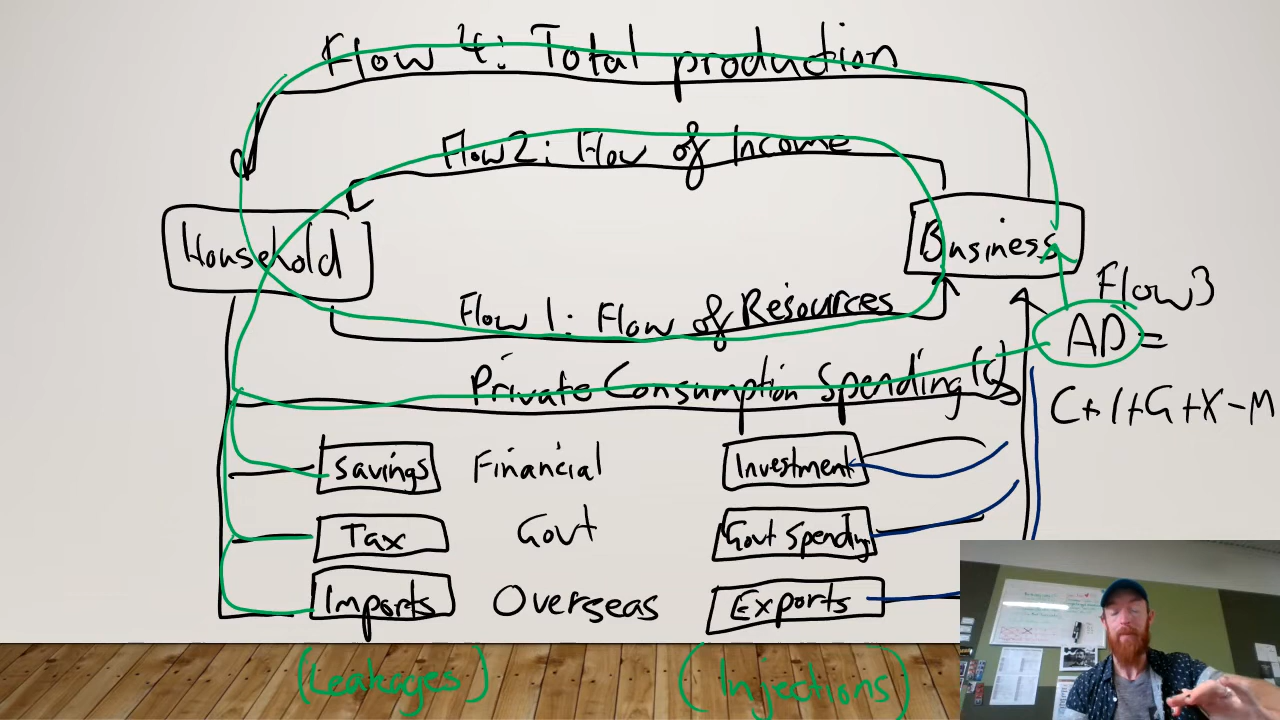 Flow 4: Total production
Flow 2: Flow of Income
Household
Business
Flow 1: Flow of Resources
Flow 3
AD =
C+I+G+X-M
Private Consumption Spending (C)
Savings
Financial
Investment
Tax
Govt
Govt Spending
Imports
Overseas
Exports
(Leakages)
(Injections)